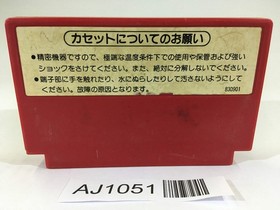 カセットについてのお願い
●精密機器ですので、極端な温度条件下での使用や保管および強い
ショックをさけてください。また、絶対に分解しないでください。
●端子部に手を触れたり、水にぬらしたりして汚さないようにして
ください。故障の原因となります。
830901
AJ1051